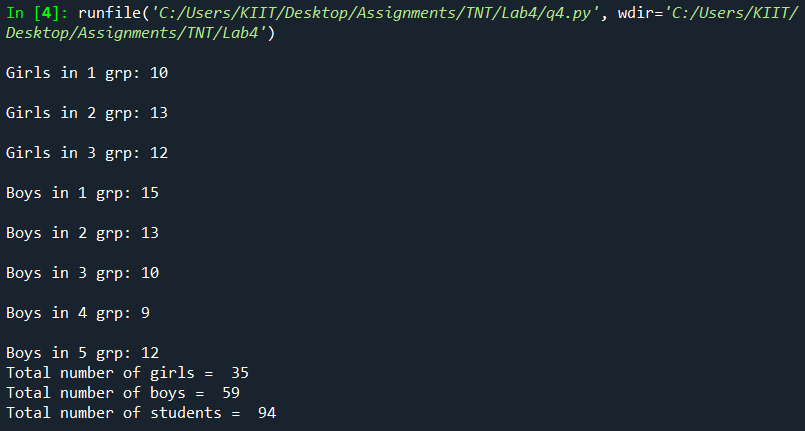 In [4]: runfile('C:/Users/KIIT/Desktop/Assignments/TNT/Lab4/q4.py', wdir='C:/Users/KIIT/
Desktop/Assignments/TNT/Lab4')
Girls in 1 grp: 10
Girls in 2 grp: 13
Girls in 3 grp: 12
Boys in 1 grp: 15
Boys in 2 grp: 13
Boys in 3 grp: 10
Boys in 4 grp: 9
Boys in 5 grp: 12
Total number of girls =  35
Total number of boys =  59
Total number of students =  94